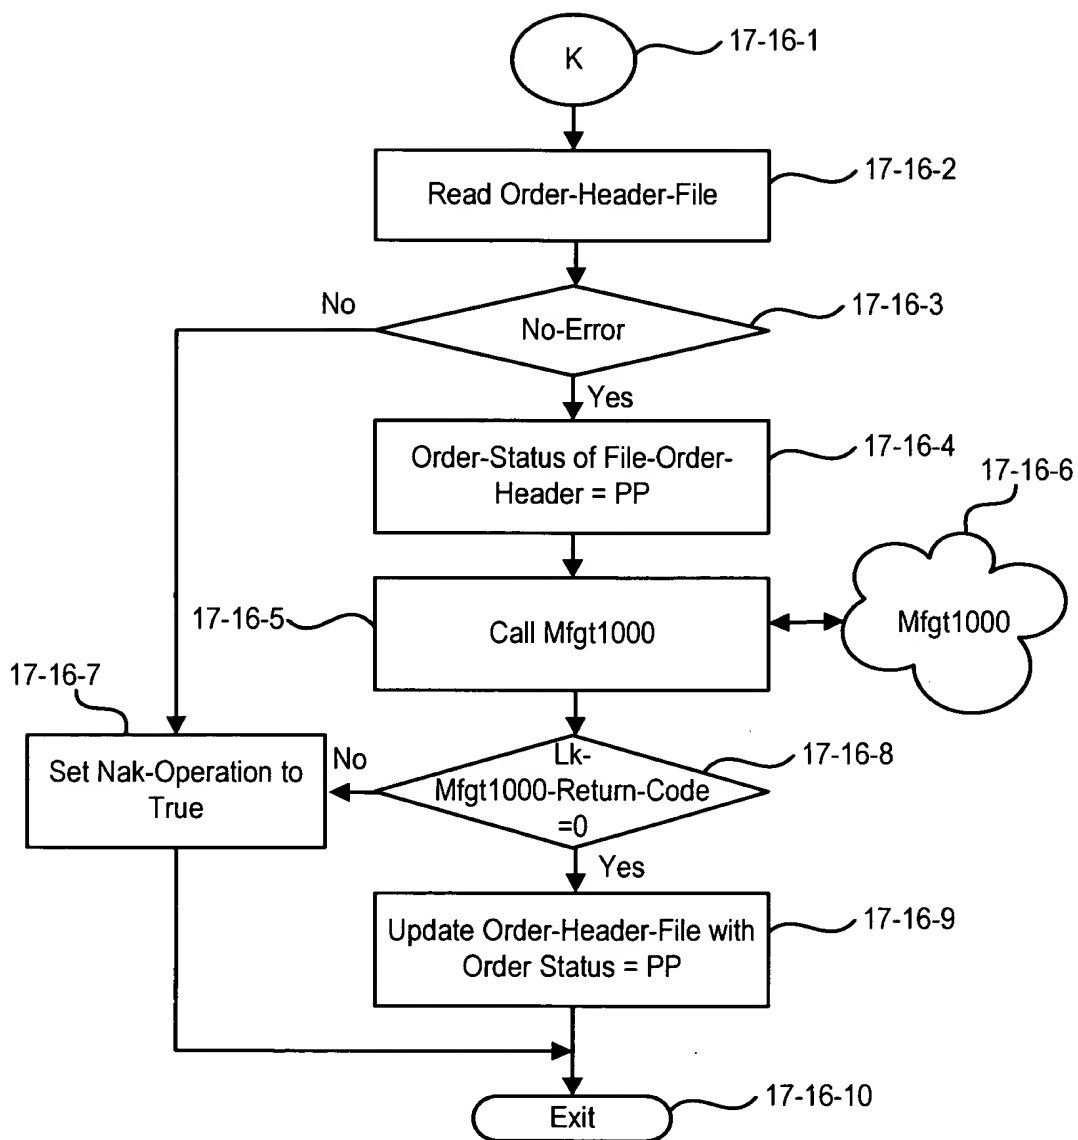 K
17-16-1
Read Order-Header-File
17-16-2
No
No-Error
17-16-3
Yes
Order-Status of File-Order-
Header = PP
17-16-4
17-16-6
17-16-5
Call Mfgt1000
Mfgt1000
17-16-7
Set Nak-Operation to
True
No
Lk-
Mfgt1000-Return-Code
=0
17-16-8
Yes
Update Order-Header-File with
Order Status = PP
17-16-9
Exit
17-16-10